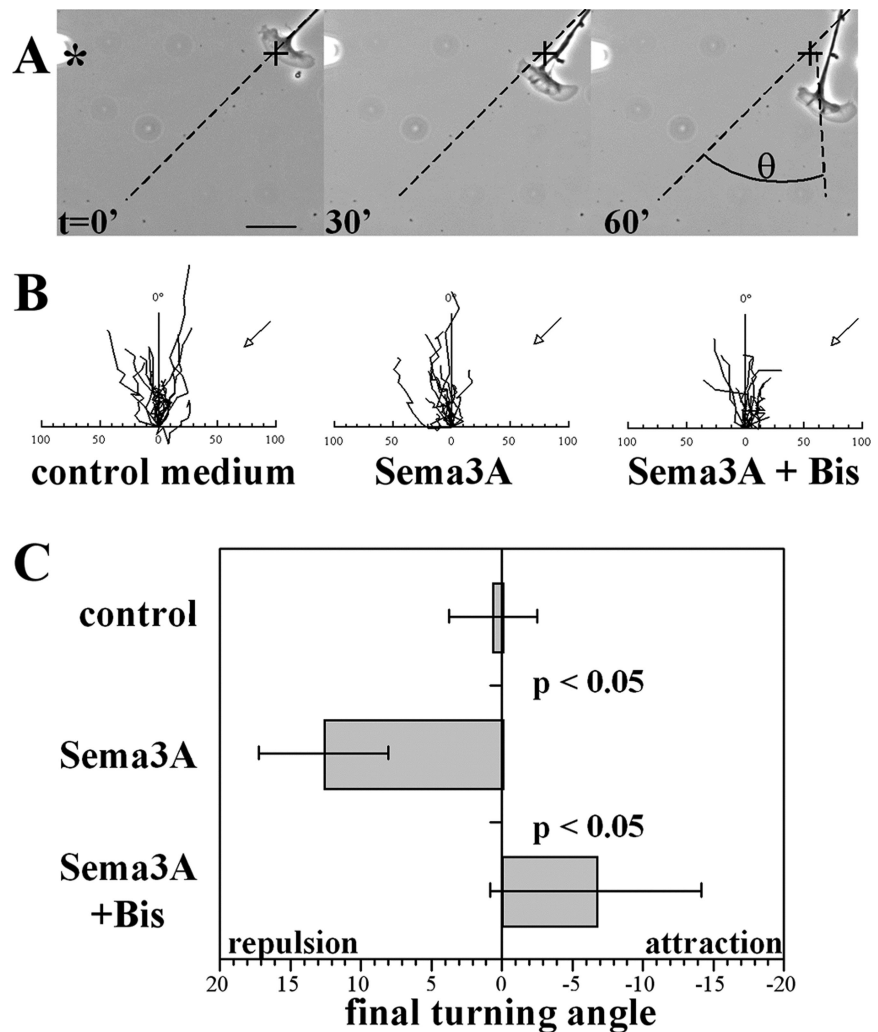 A
*
t=0’
30’
60’
θ
B
0°
0°
0°
100 50 0 50 100
100 50 0 50 100
100 50 0 50 100
control medium
Sema3A
Sema3A + Bis
C
control
p < 0.05
Sema3A
p < 0.05
Sema3A
+Bis
repulsion
attraction
20 15 10 5 0 -5 -10 -15 -20
final turning angle